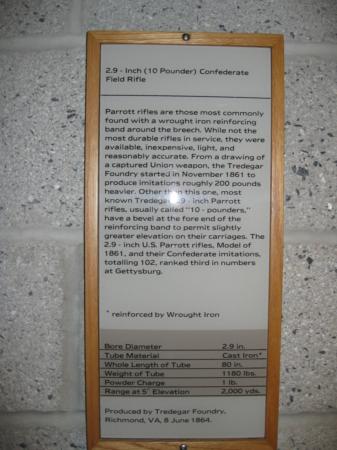 2.9 - Inch (10 Pounder) Confederate
Field Rifle
Parrott rifles are those most commonly
found with a wrought iron reinforcing
band around the breech. While not the
most durable rifles in service, they were
available, inexpensive, light, and
reasonably accurate. From a drawing of
a captured Union weapon, the Tredegar
Foundry started in November 1861 to
produce imitations roughly 200 pounds
heavier. Other than this one, most
known Tredegar 2.9 - inch Parrott
rifles, usually called "10 - pounders,"
have a bevel at the fore end of the
reinforcing band to permit slightly
greater elevation on their carriages. The
2.9 - inch U.S. Parrott rifles, Model of
1861, and their Confederate imitations,
totalling 102, ranked third in numbers
at Gettysburg.
* reinforced by Wrought Iron
Bore Diameter 2.9 in.
Tube Material Cast Iron*
Whole Length of Tube 80 in.
Weight of Tube 1180 lbs.
Powder Charge 1 lb.
Range at 5° Elevation 2,000 yds.
Produced by Tredegar Foundry,
Richmond, VA, 8 June 1864.